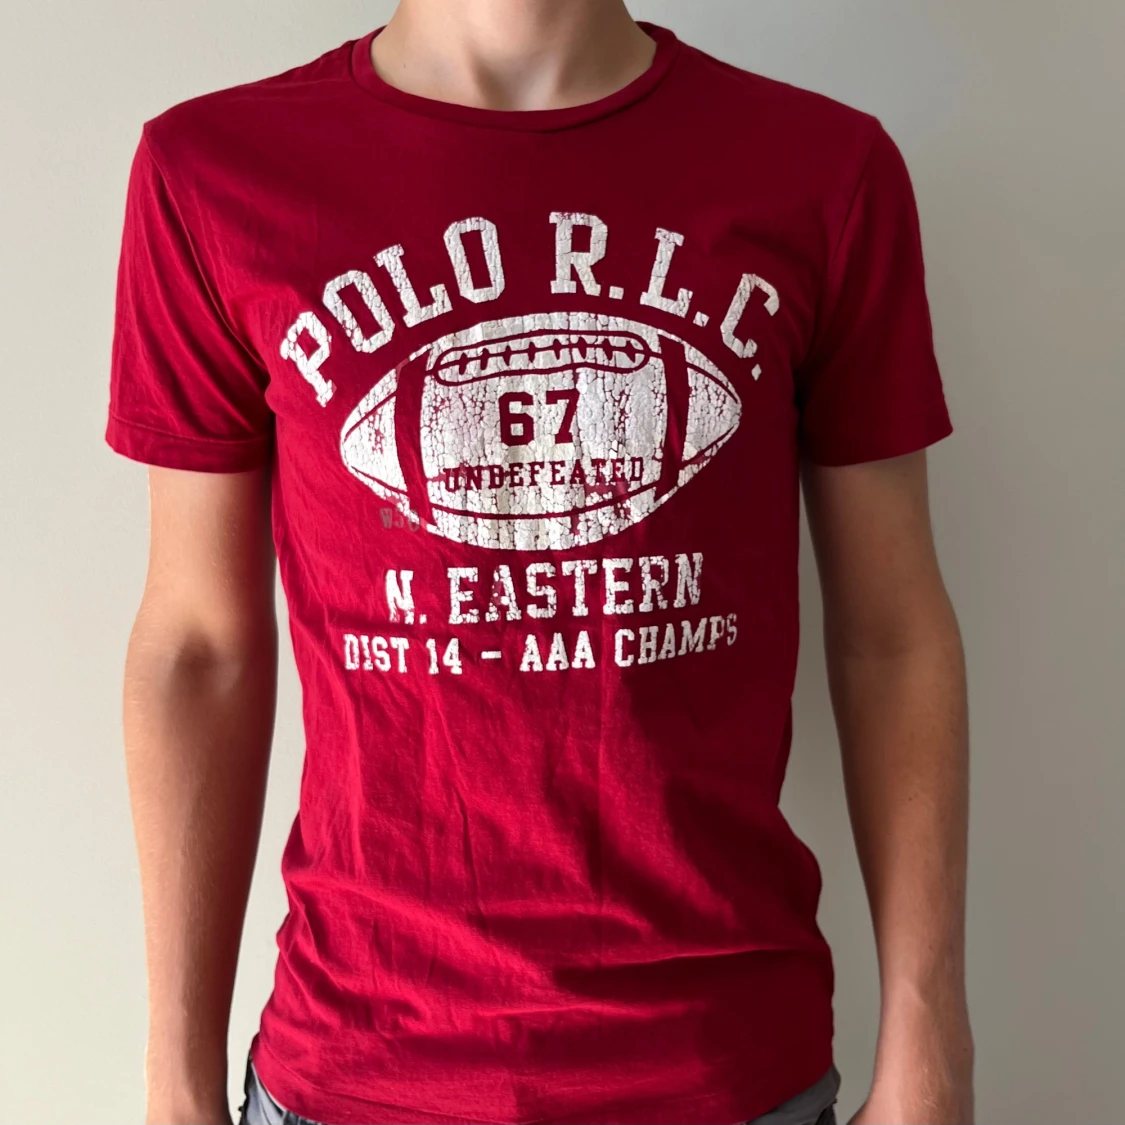 POLO R.L.C.
67
UNDEFEATED
N. EASTERN
DIST 14 - AAA CHAMPS